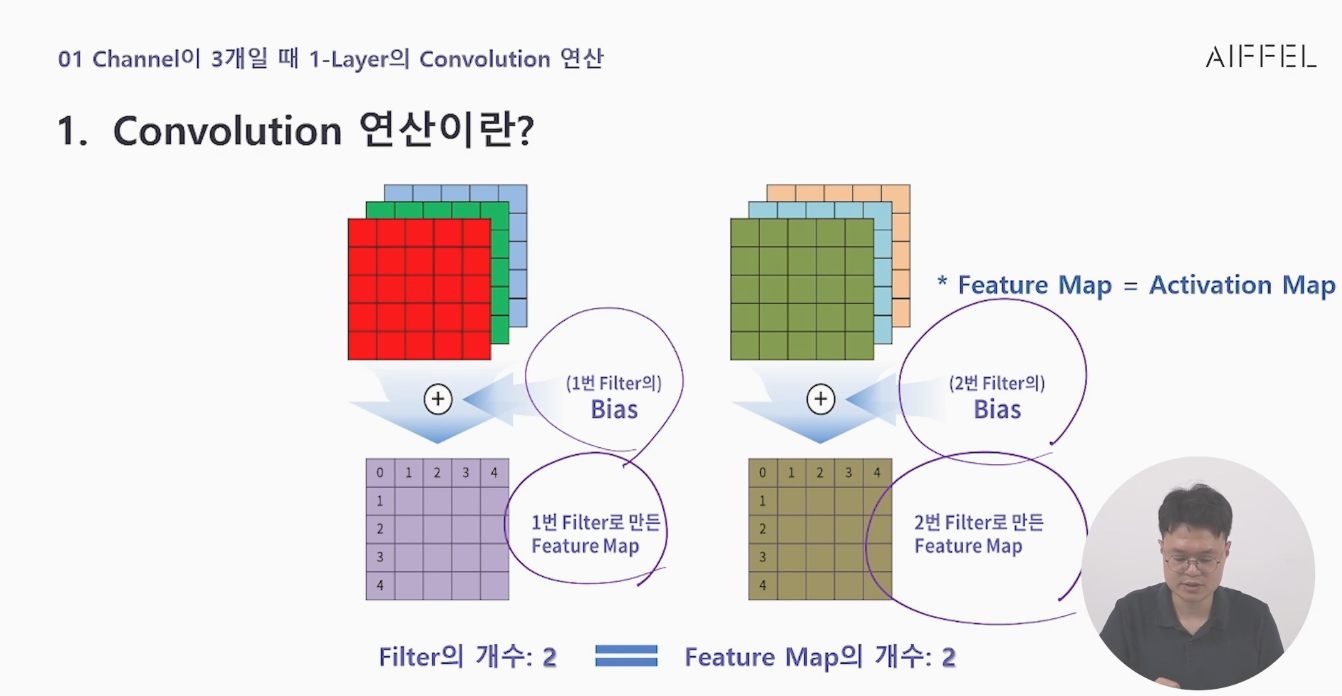 01 Channel이 3개일 때 1-Layer의 Convolution 연산
AIFFEL
1. Convolution 연산이란?
* Feature Map = Activation Map
(1번 Filter의)
Bias
(2번 Filter의)
Bias
0 1 2 3 4
1
2
3
4
1번 Filter로 만든
Feature Map
0 1 2 3 4
1
2
3
4
2번 Filter로 만든
Feature Map
Filter의 개수: 2
Feature Map의 개수: 2